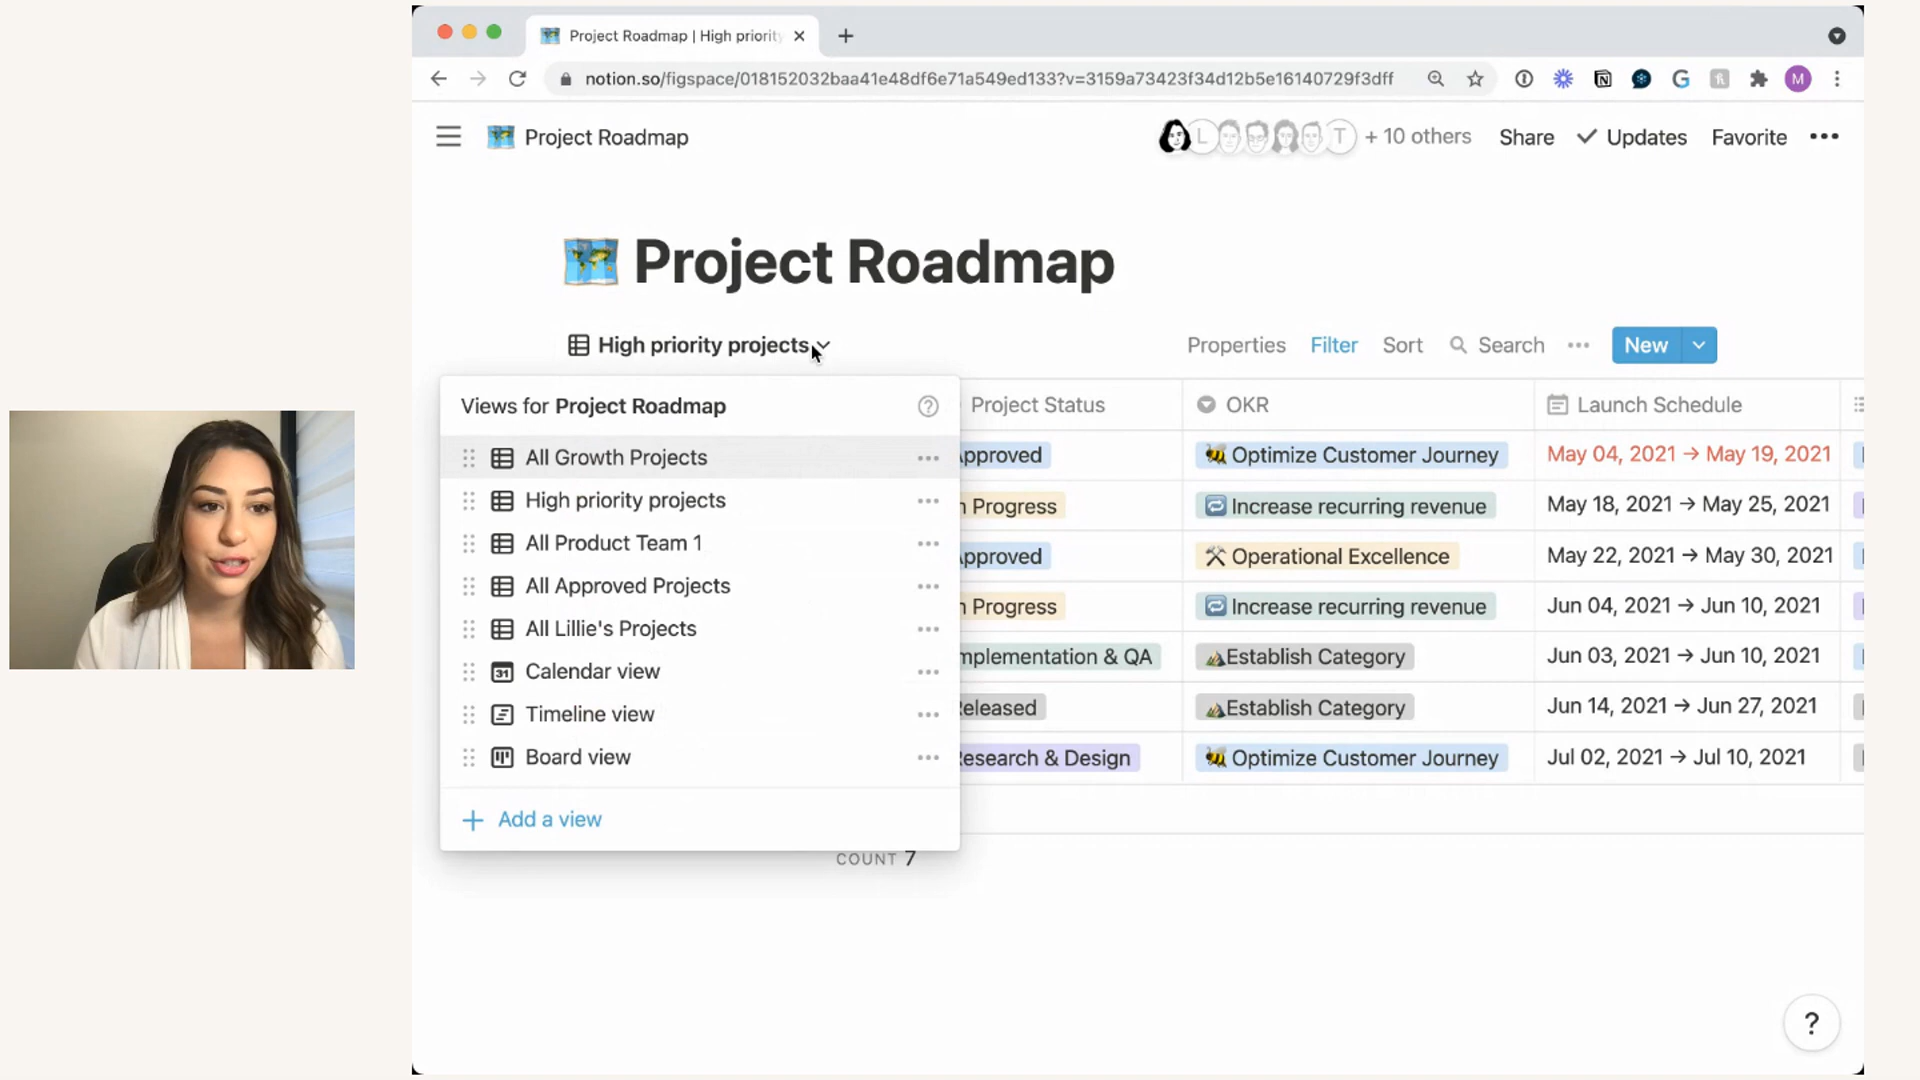 Project Roadmap | High priority
notion.so/figspace/018152032baa41e48df6e71a549ed133?v=3159a73423f34d12b5e16140729f3dff
M
Project Roadmap
L
T
+ 10 others
Share
Updates
Favorite
Project Roadmap
High priority projects
Properties
Filter
Sort
Search
New
Views for Project Roadmap
Project Status
OKR
Launch Schedule
All Growth Projects
Approved
Optimize Customer Journey
May 04, 2021 → May 19, 2021
High priority projects
n Progress
Increase recurring revenue
May 18, 2021 → May 25, 2021
All Product Team 1
Approved
Operational Excellence
May 22, 2021 → May 30, 2021
All Approved Projects
n Progress
Increase recurring revenue
Jun 04, 2021 → Jun 10, 2021
All Lillie's Projects
mplementation & QA
Establish Category
Jun 03, 2021 → Jun 10, 2021
31
Calendar view
Released
Establish Category
Jun 14, 2021 → Jun 27, 2021
Timeline view
Research & Design
Optimize Customer Journey
Jul 02, 2021 → Jul 10, 2021
Board view
Add a view
COUNT 7
?